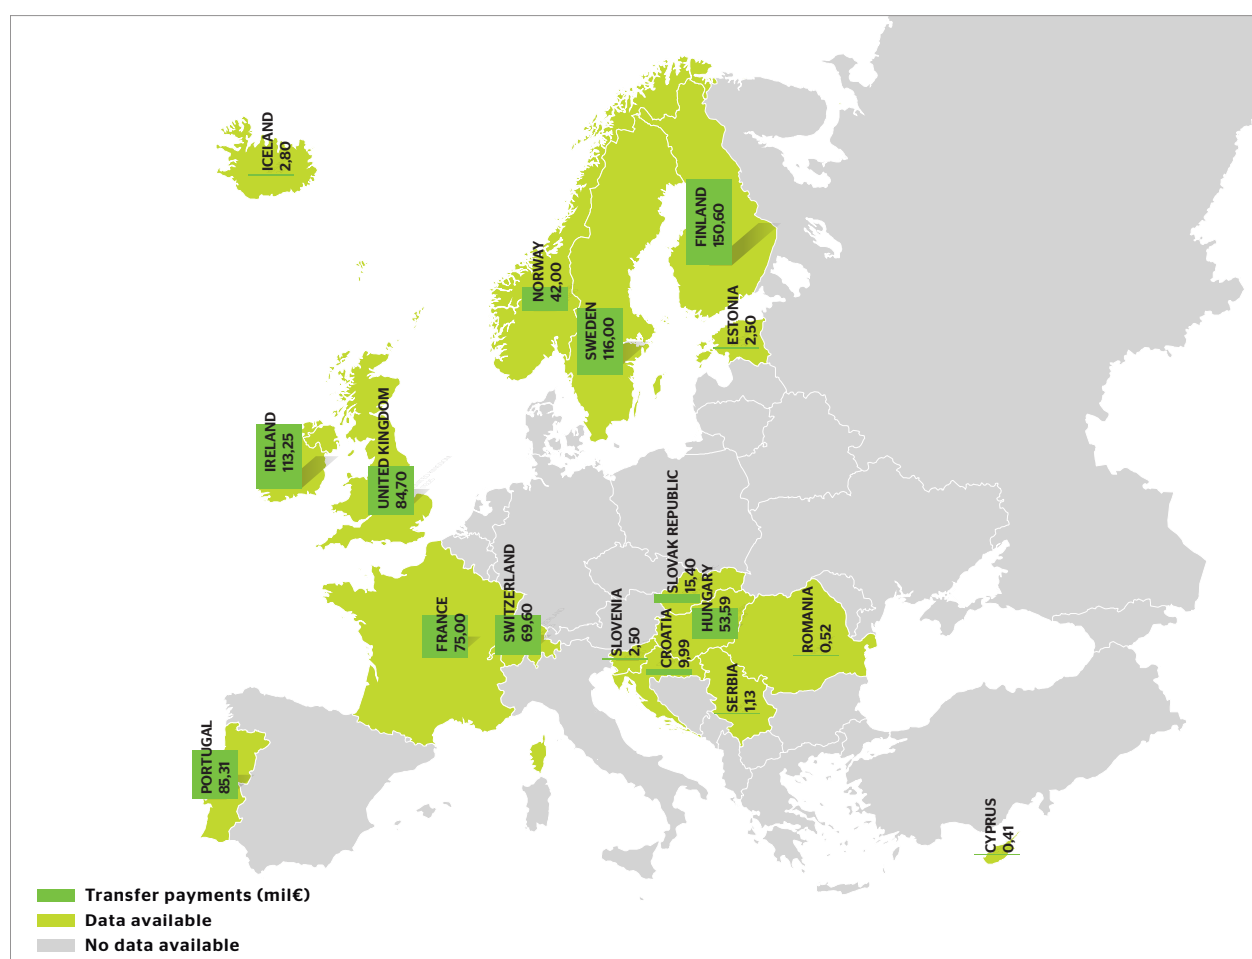 ICELAND
2,80
NORWAY
42,00
FINLAND
150,60
SWEDEN
116,00
ESTONIA
2,50
IRELAND
113,25
UNITED KINGDOM
84,70
SLOVAK REPUBLIC
15,40
FRANCE
75,00
SWITZERLAND
69,60
SLOVENIA
2,50
CROATIA
9,99
HUNGARY
53,59
ROMANIA
0,52
SERBIA
1,13
PORTUGAL
85,31
CYPRUS
0,41
Transfer payments (mil€)
Data available
No data available